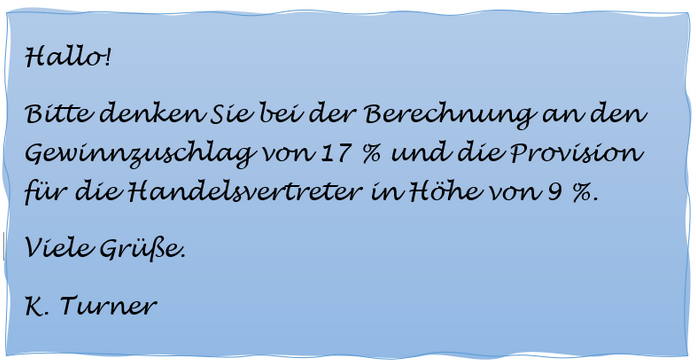 Hallo!
Bitte denken Sie bei der Berechnung an den
Gewinnzuschlag von 17 % und die Provision
für die Handelsvertreter in Höhe von 9 %.
Viele Grüße.
K. Turner